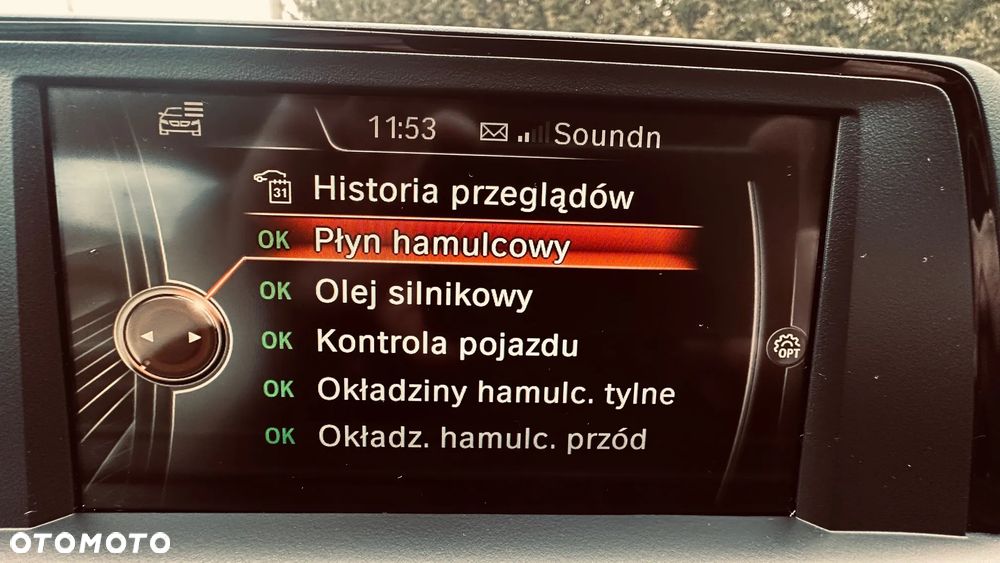 11:53 Soundn
31 Historia przeglądów
OK Płyn hamulcowy
OK Olej silnikowy
OK Kontrola pojazdu
OPT
OK Okładziny hamulc. tylne
OK Okładz. hamulc. przód
OTOMOTO